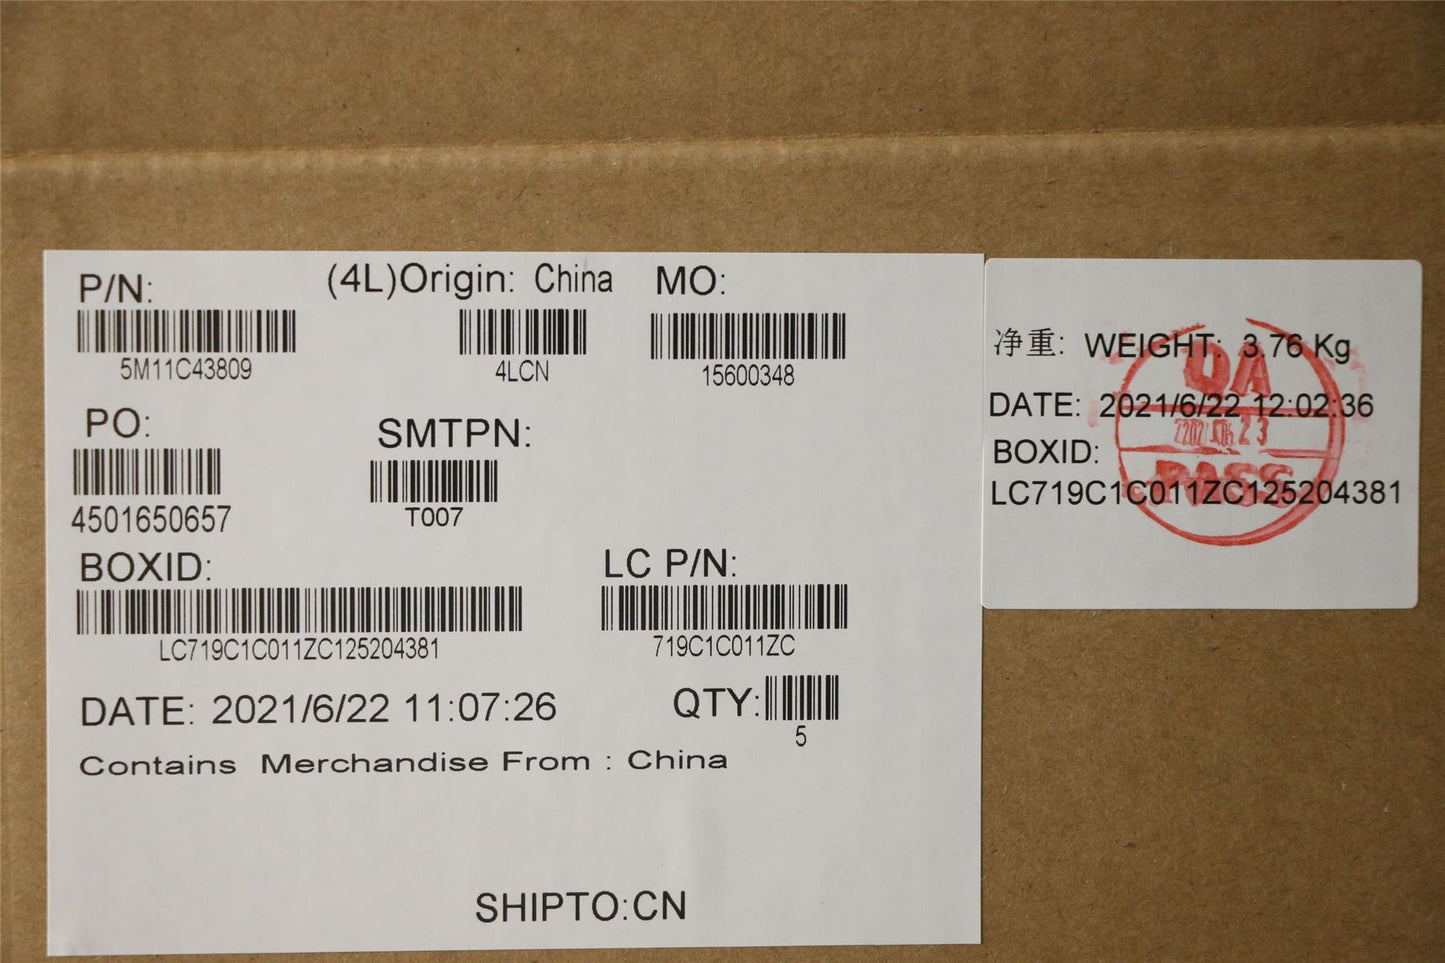 P/N:
5M11C43809
(4L)Origin: China
4LCN
MO:
15600348
PO:
4501650657
SMTPN:
T007
BOXID:
LC719C1C011ZC125204381
LC P/N:
719C1C011ZC
DATE: 2021/6/22 11:07:26
QTY:
5
Contains Merchandise From : China
SHIPTO:CN
净重: WEIGHT: 3.76 Kg
DATE: 2021/6/22 12:02:36
BOXID:
LC719C1C011ZC125204381
QA
PASS